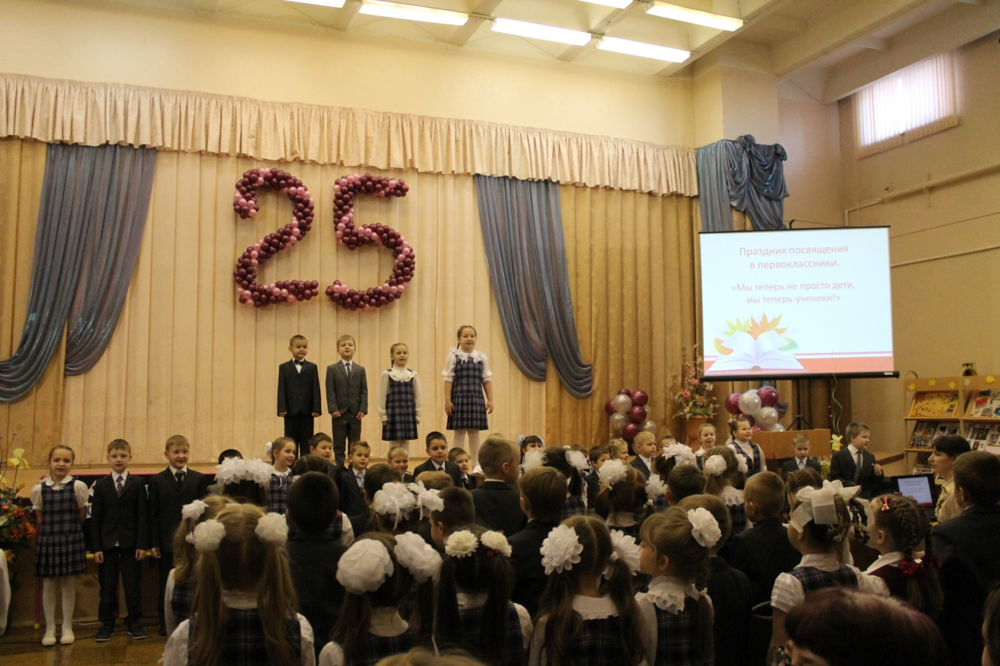 25
Праздник посвящения
в первоклассники.
«Мы теперь не просто дети,
мы теперь-ученики!»